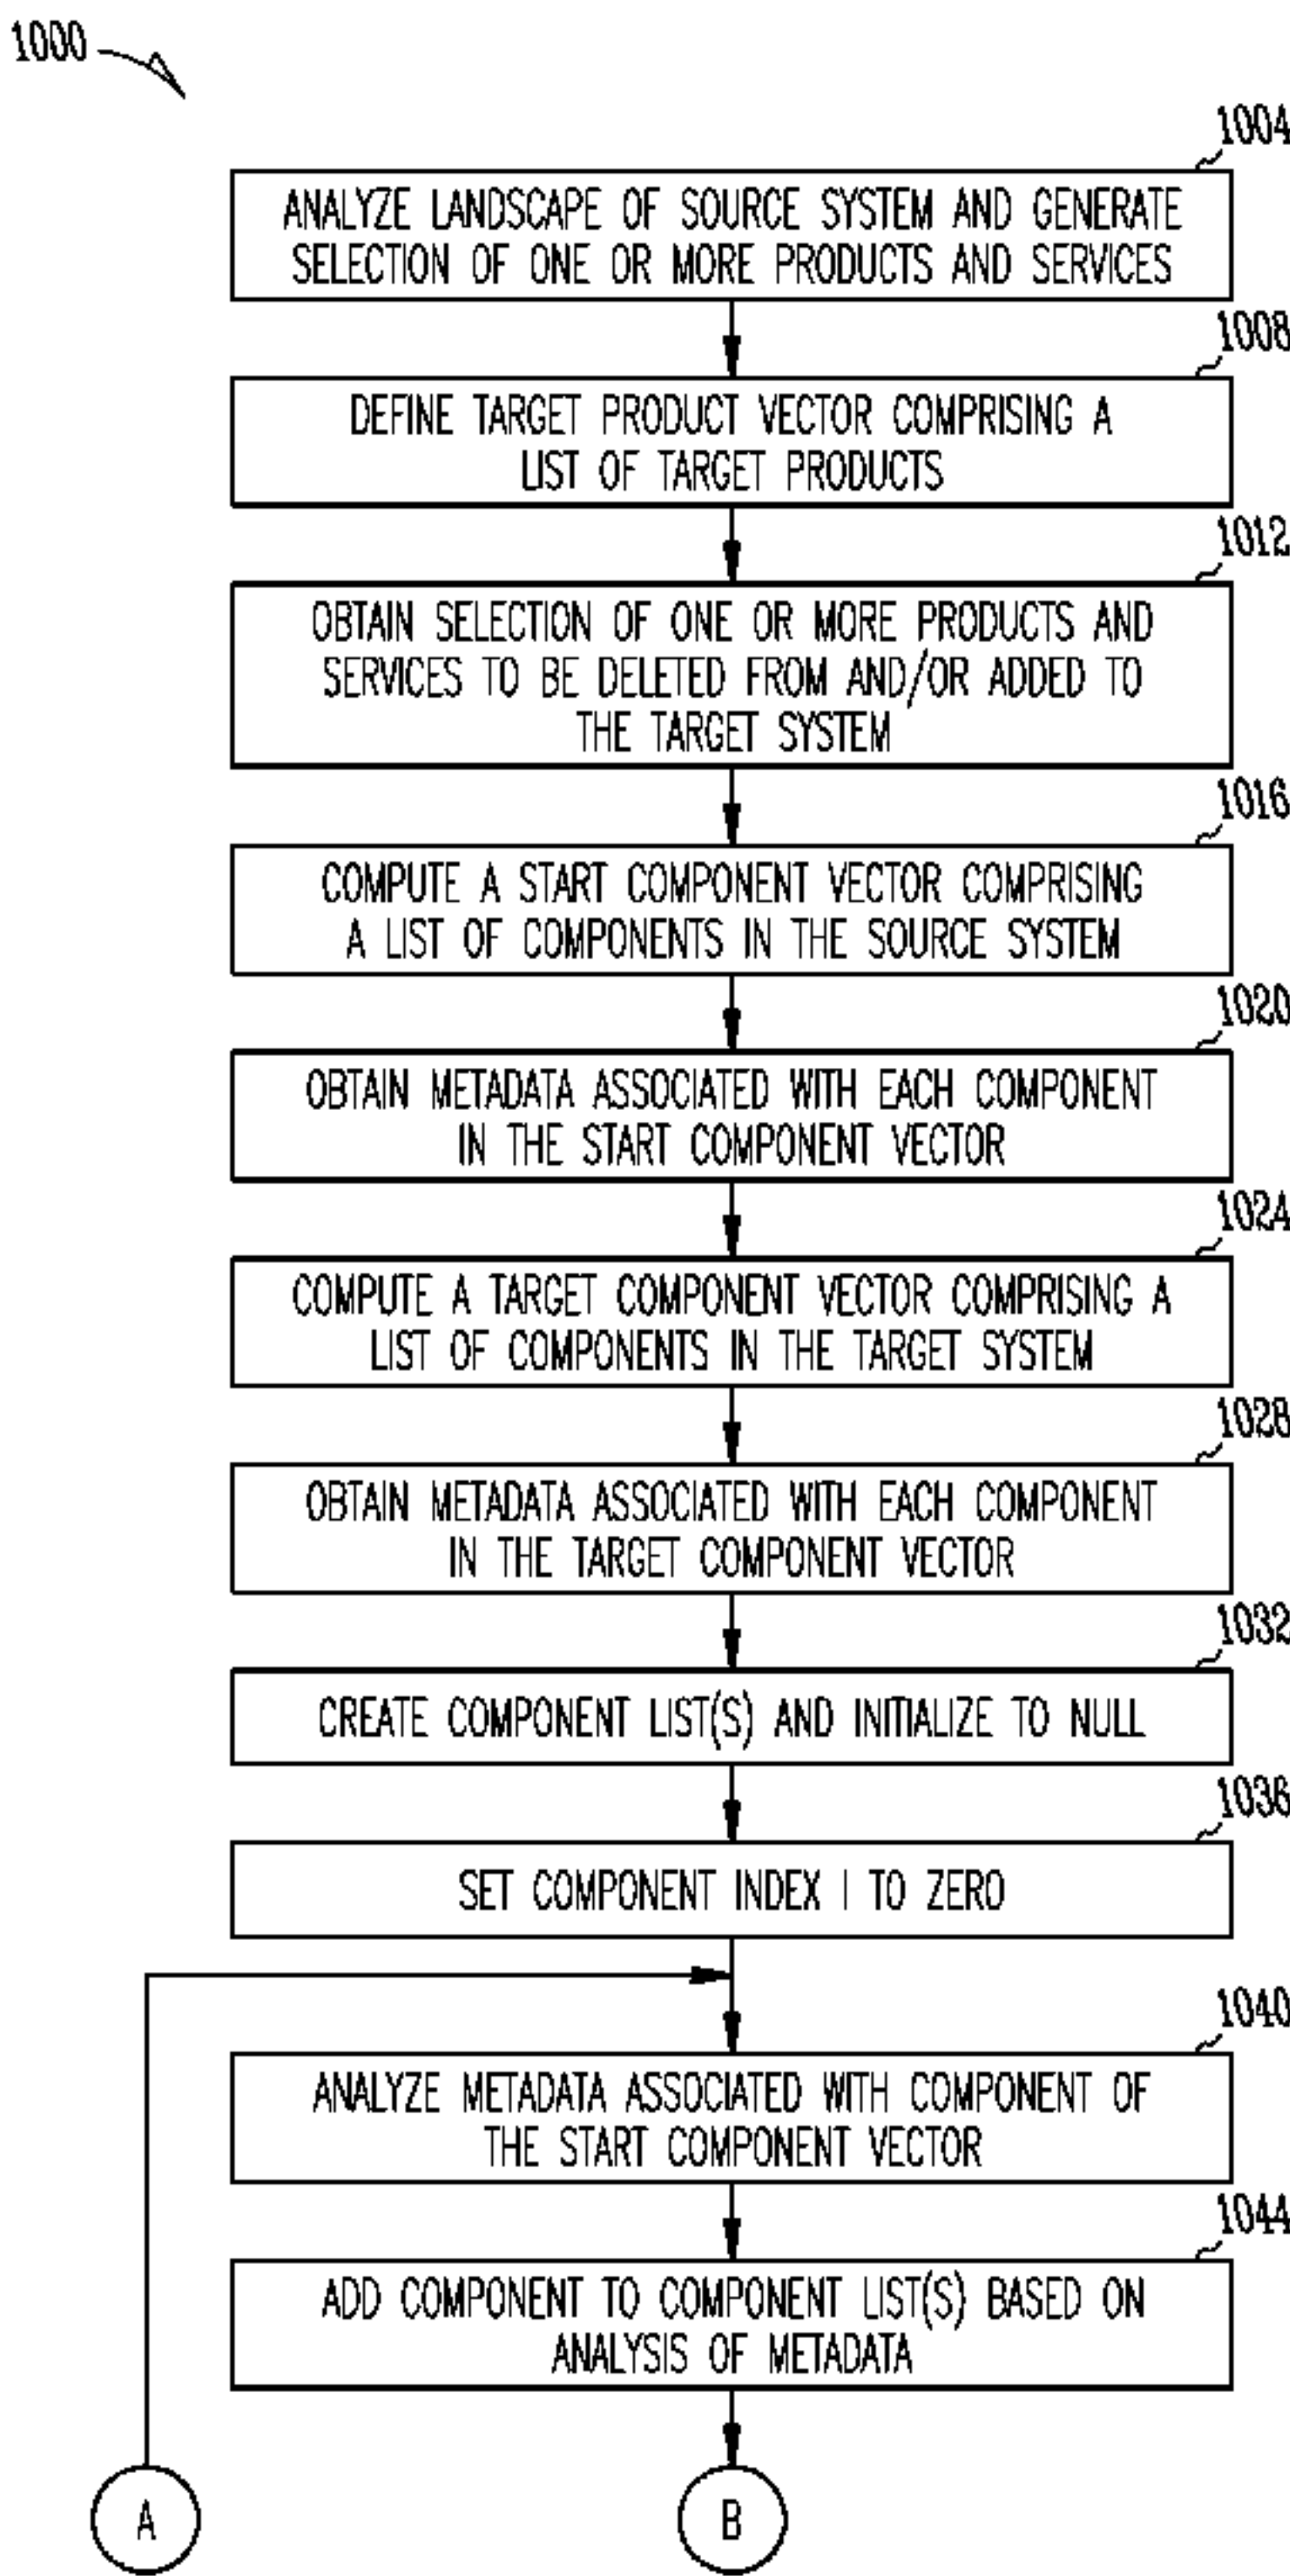 1000
1004
ANALYZE LANDSCAPE OF SOURCE SYSTEM AND GENERATE
SELECTION OF ONE OR MORE PRODUCTS AND SERVICES
1008
DEFINE TARGET PRODUCT VECTOR COMPRISING A
LIST OF TARGET PRODUCTS
1012
OBTAIN SELECTION OF ONE OR MORE PRODUCTS AND
SERVICES TO BE DELETED FROM AND/OR ADDED TO
THE TARGET SYSTEM
1016
COMPUTE A START COMPONENT VECTOR COMPRISING
A LIST OF COMPONENTS IN THE SOURCE SYSTEM
1020
OBTAIN METADATA ASSOCIATED WITH EACH COMPONENT
IN THE START COMPONENT VECTOR
1024
COMPUTE A TARGET COMPONENT VECTOR COMPRISING A
LIST OF COMPONENTS IN THE TARGET SYSTEM
1028
OBTAIN METADATA ASSOCIATED WITH EACH COMPONENT
IN THE TARGET COMPONENT VECTOR
1032
CREATE COMPONENT LIST(S) AND INITIALIZE TO NULL
1036
SET COMPONENT INDEX I TO ZERO
1040
ANALYZE METADATA ASSOCIATED WITH COMPONENT OF
THE START COMPONENT VECTOR
1044
ADD COMPONENT TO COMPONENT LIST(S) BASED ON
ANALYSIS OF METADATA
A
B